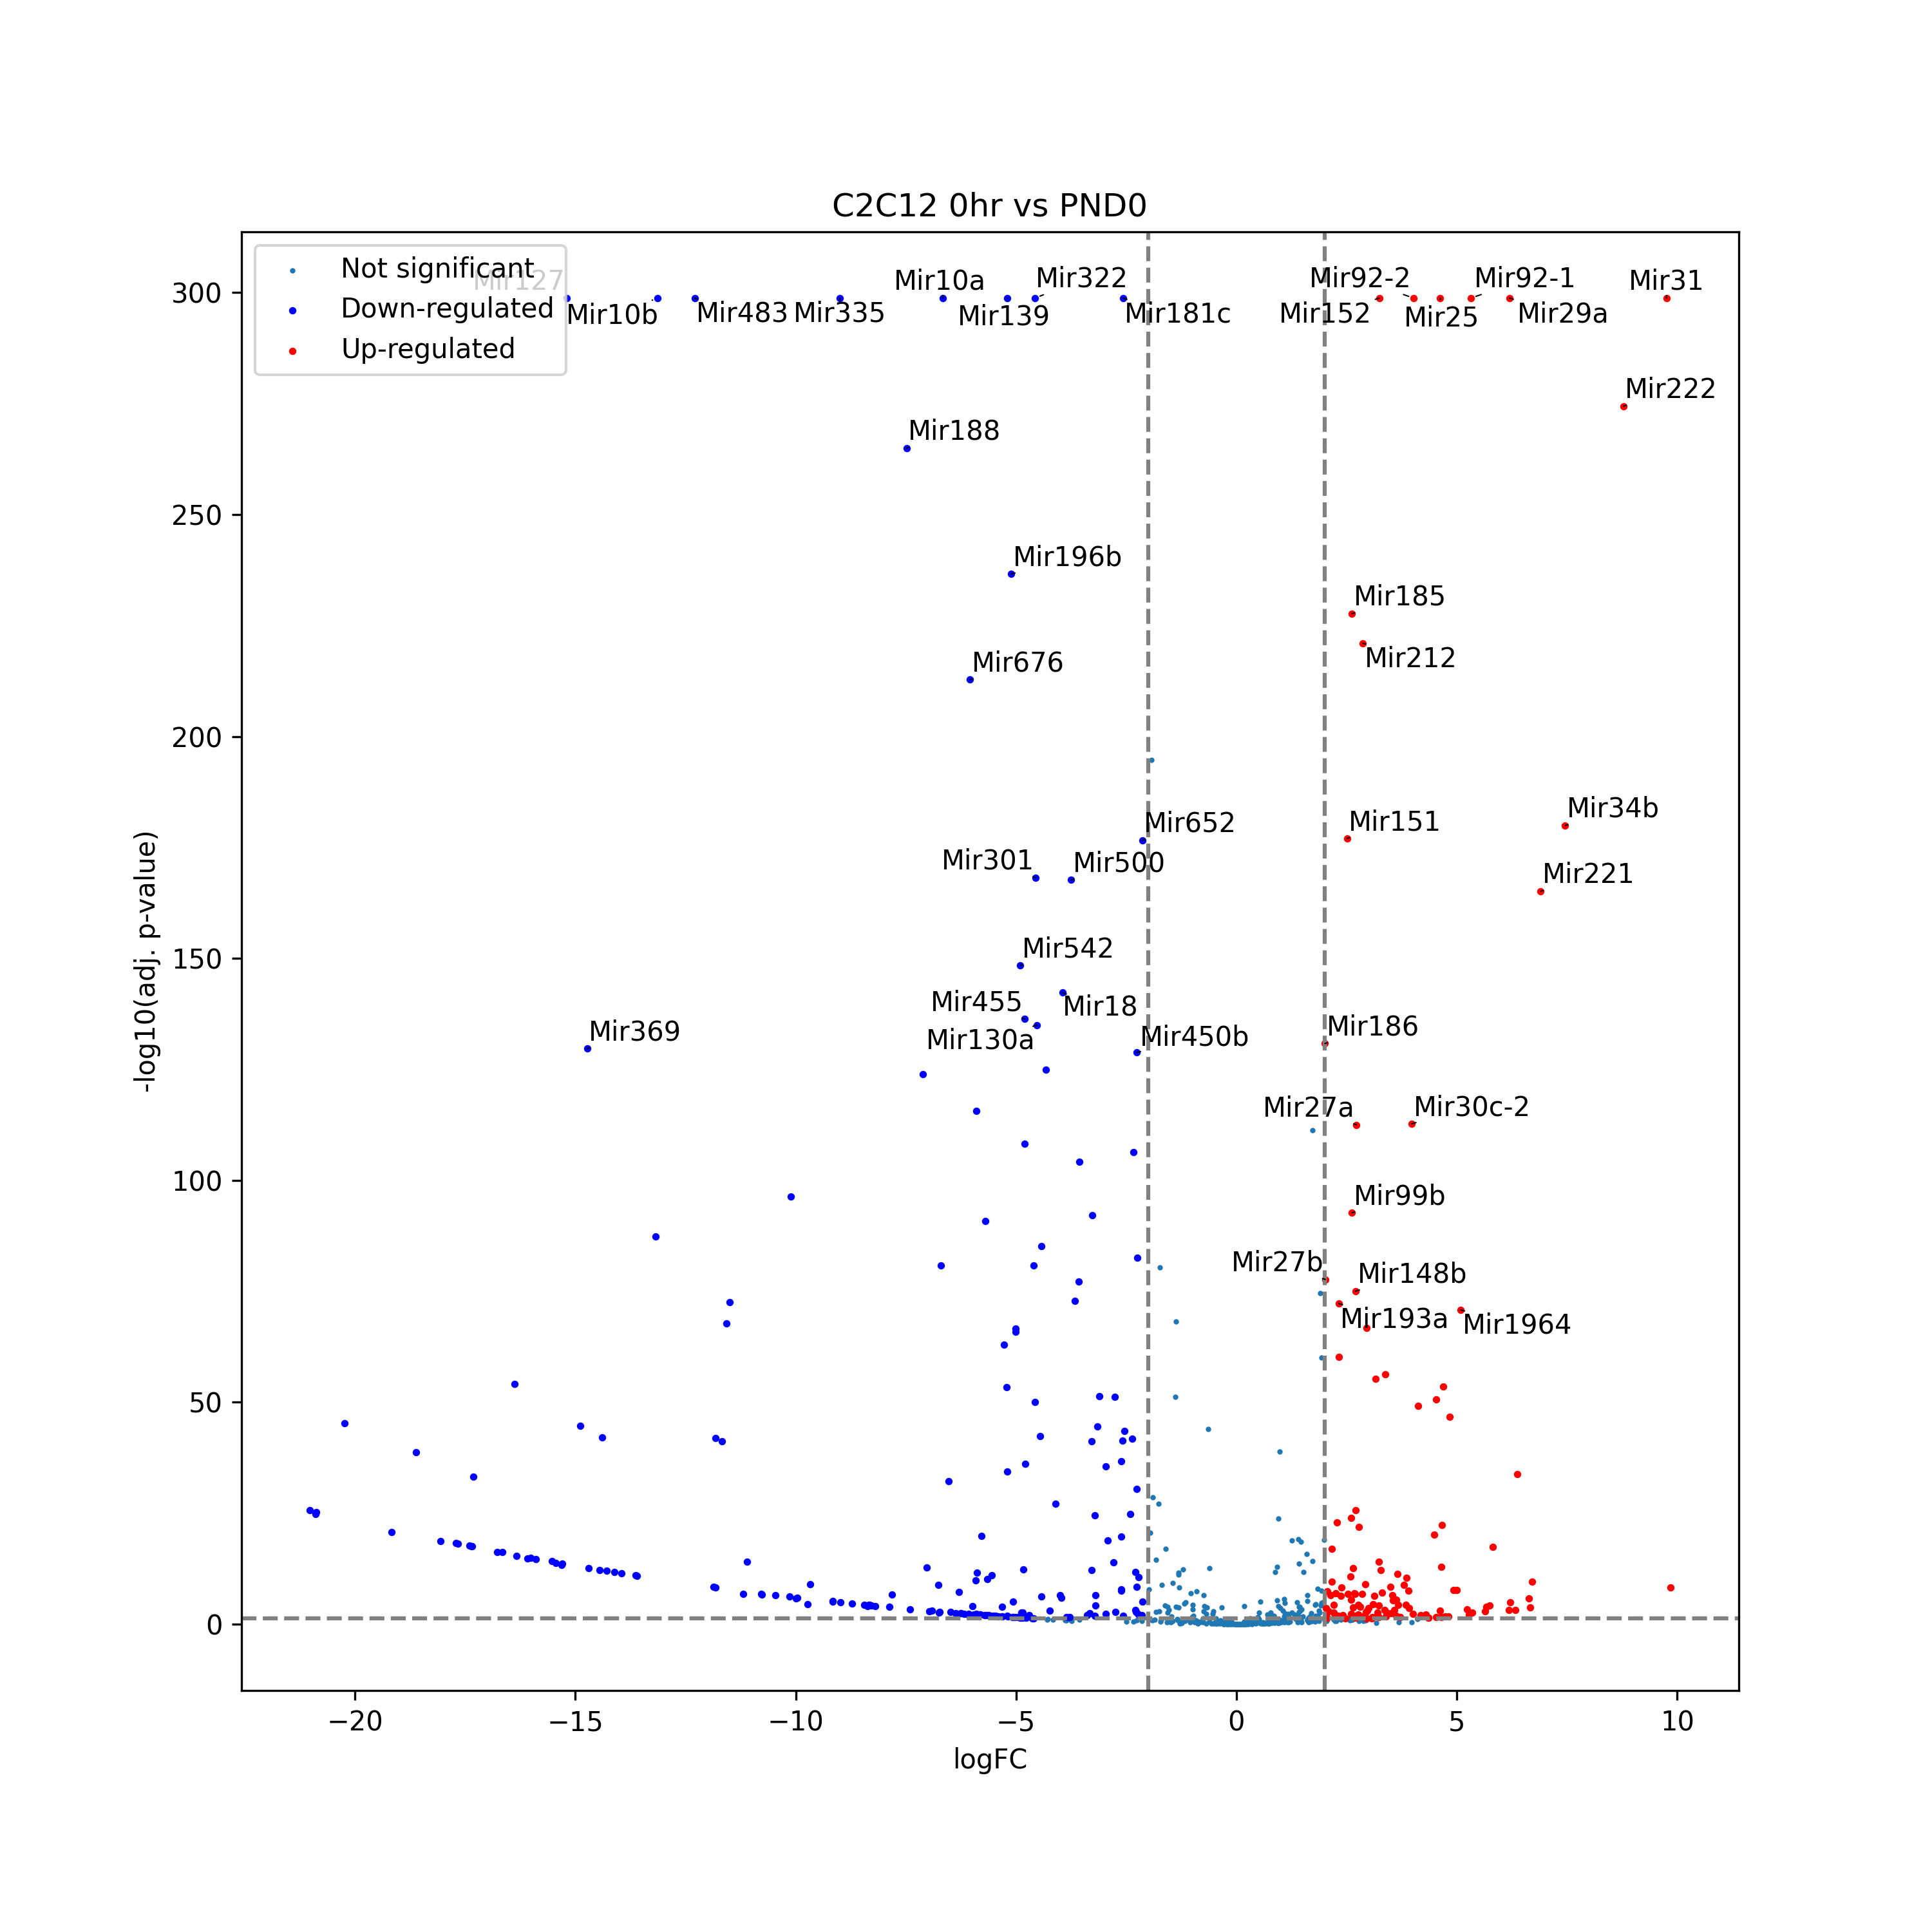 C2C12 0hr vs PND0
Not significant
Down-regulated
Up-regulated
Mir127
Mir10b
Mir483
Mir335
Mir10a
Mir139
Mir322
Mir181c
Mir92-2
Mir152
Mir25
Mir92-1
Mir29a
Mir31
Mir222
Mir188
Mir196b
Mir185
Mir212
Mir676
Mir34b
Mir652
Mir151
Mir301
Mir500
Mir221
Mir542
Mir455
Mir18
Mir369
Mir130a
Mir450b
Mir186
Mir27a
Mir30c-2
Mir99b
Mir27b
Mir148b
Mir193a
Mir1964
300
250
200
150
100
50
0
-log10(adj. p-value)
−20 −15 −10 −5 0 5 10
logFC